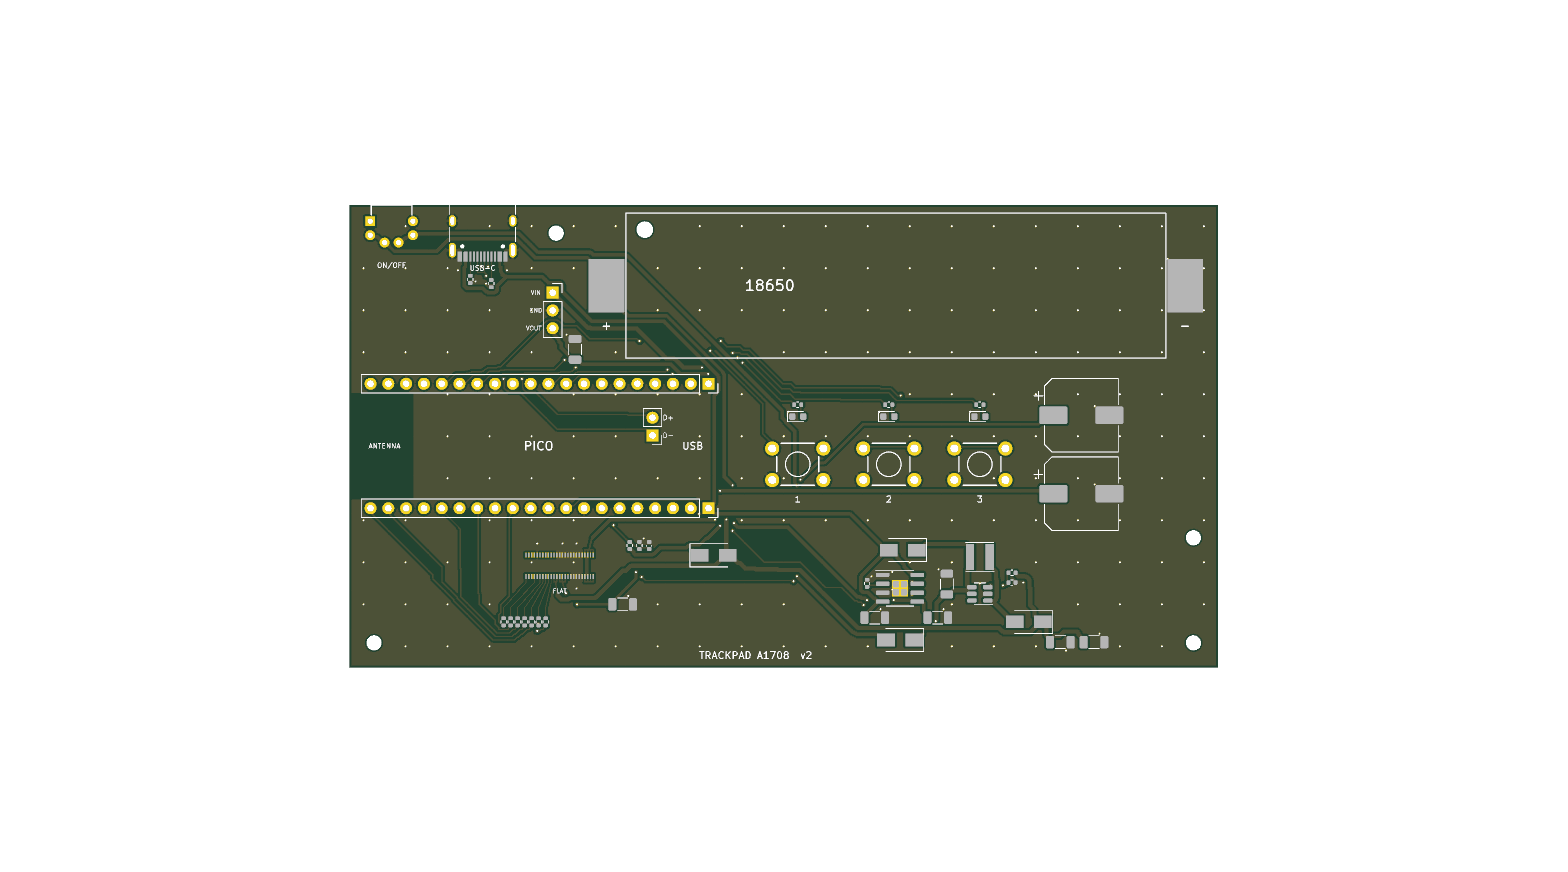 ON/OFF
USB-C
VIN
GND
VOUT
18650
+
-
+
D+
D-
ANTENNA
PICO
USB
+
1
2
3
FLAT
TRACKPAD A1708 v2